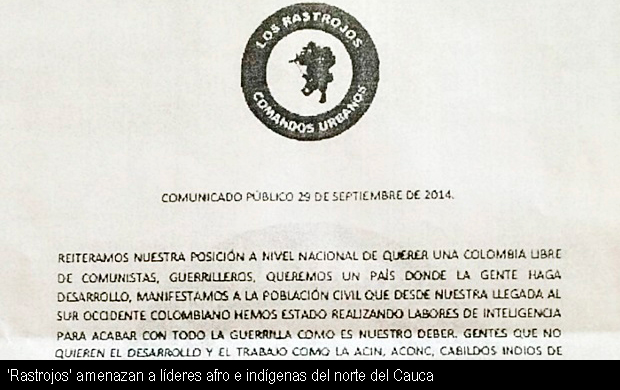 LOS RASTROJOS
COMANDOS URBANOS
COMUNICADO PÚBLICO 29 DE SEPTIEMBRE DE 2014.
REITERAMOS NUESTRA POSICIÓN A NIVEL NACIONAL DE QUERER UNA COLOMBIA LIBRE
DE COMUNISTAS, GUERRILLEROS, QUEREMOS UN PAÍS DONDE LA GENTE HAGA
DESARROLLO, MANIFESTAMOS A LA POBLACIÓN CIVIL QUE DESDE NUESTRA LLEGADA AL
SUR OCCIDENTE COLOMBIANO HEMOS ESTADO REALIZANDO LABORES DE INTELIGENCIA
PARA ACABAR CON TODO LA GUERRILLA COMO ES NUESTRO DEBER. GENTES QUE NO
QUIEREN EL DESARROLLO Y EL TRABAJO COMO LA ACIN, ACONC, CABILDOS INDIOS DE
'Rastrojos' amenazan a líderes afro e indígenas del norte del Cauca